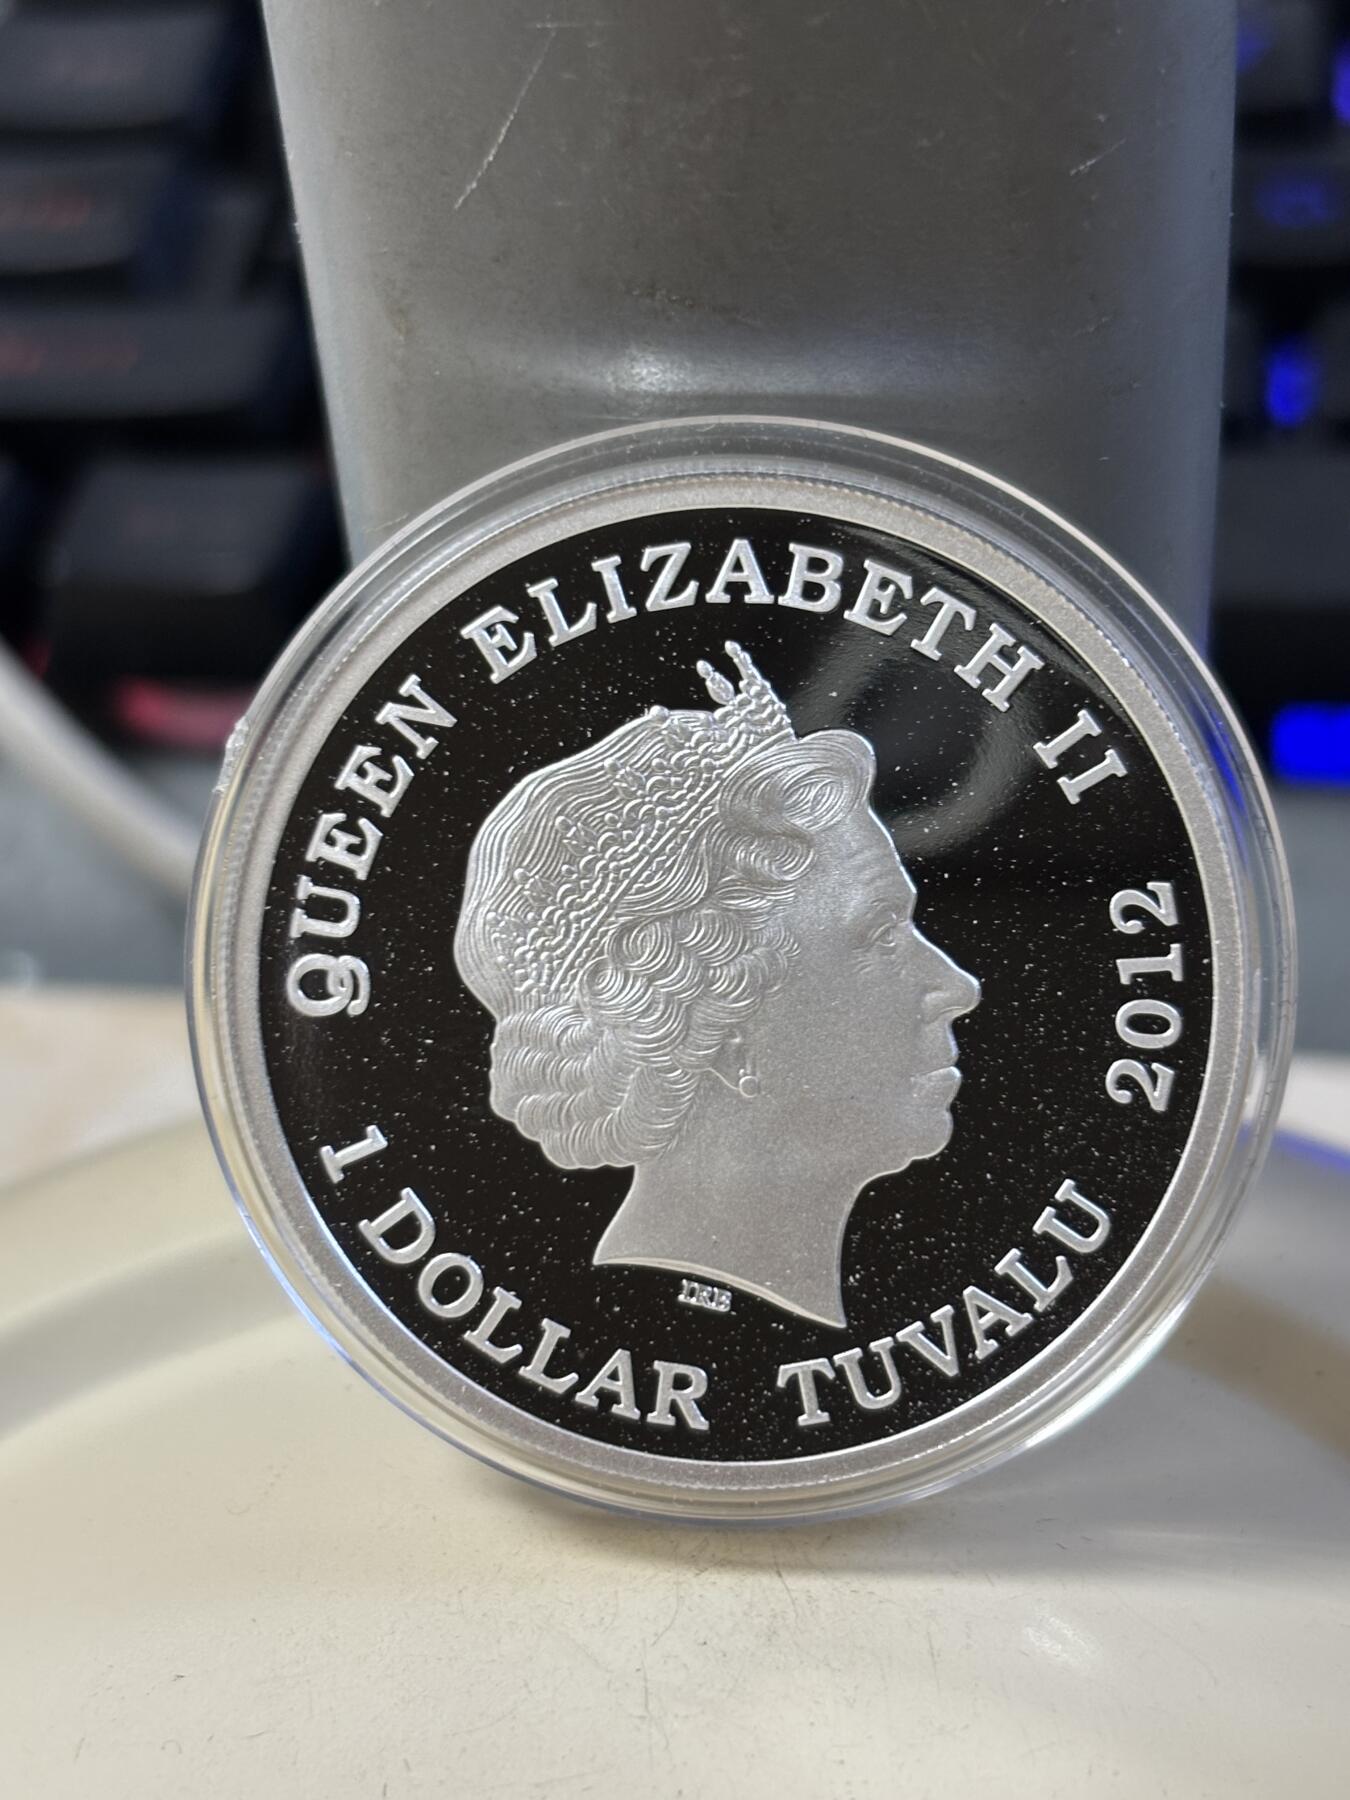 QUEEN ELIZABETH II
2012
1 DOLLAR TUVALU
IRB